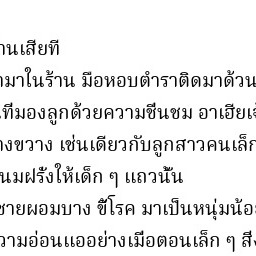 านเสียที
ามาในร้าน มือหอบตำราติดมาด้วย
ทีมองลูกด้วยความชื่นชม อาเฮียเจ้
างขวาง เช่นเดียวกับลูกสาวคนเล็ก
นมฝรั่งให้เด็ก ๆ แถวนั้น
ชายผอมบาง ขี้โรค มาเป็นหนุ่มน้อย
วามอ่อนแออย่างเมื่อตอนเล็ก ๆ สิ่ง